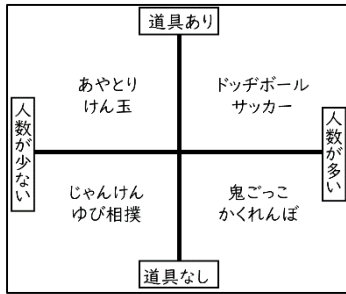 道具あり
あやとり
けん玉
ドッヂボール
サッカー
人数が少ない
人数が多い
じゃんけん
ゆび相撲
鬼ごっこ
かくれんぼ
道具なし